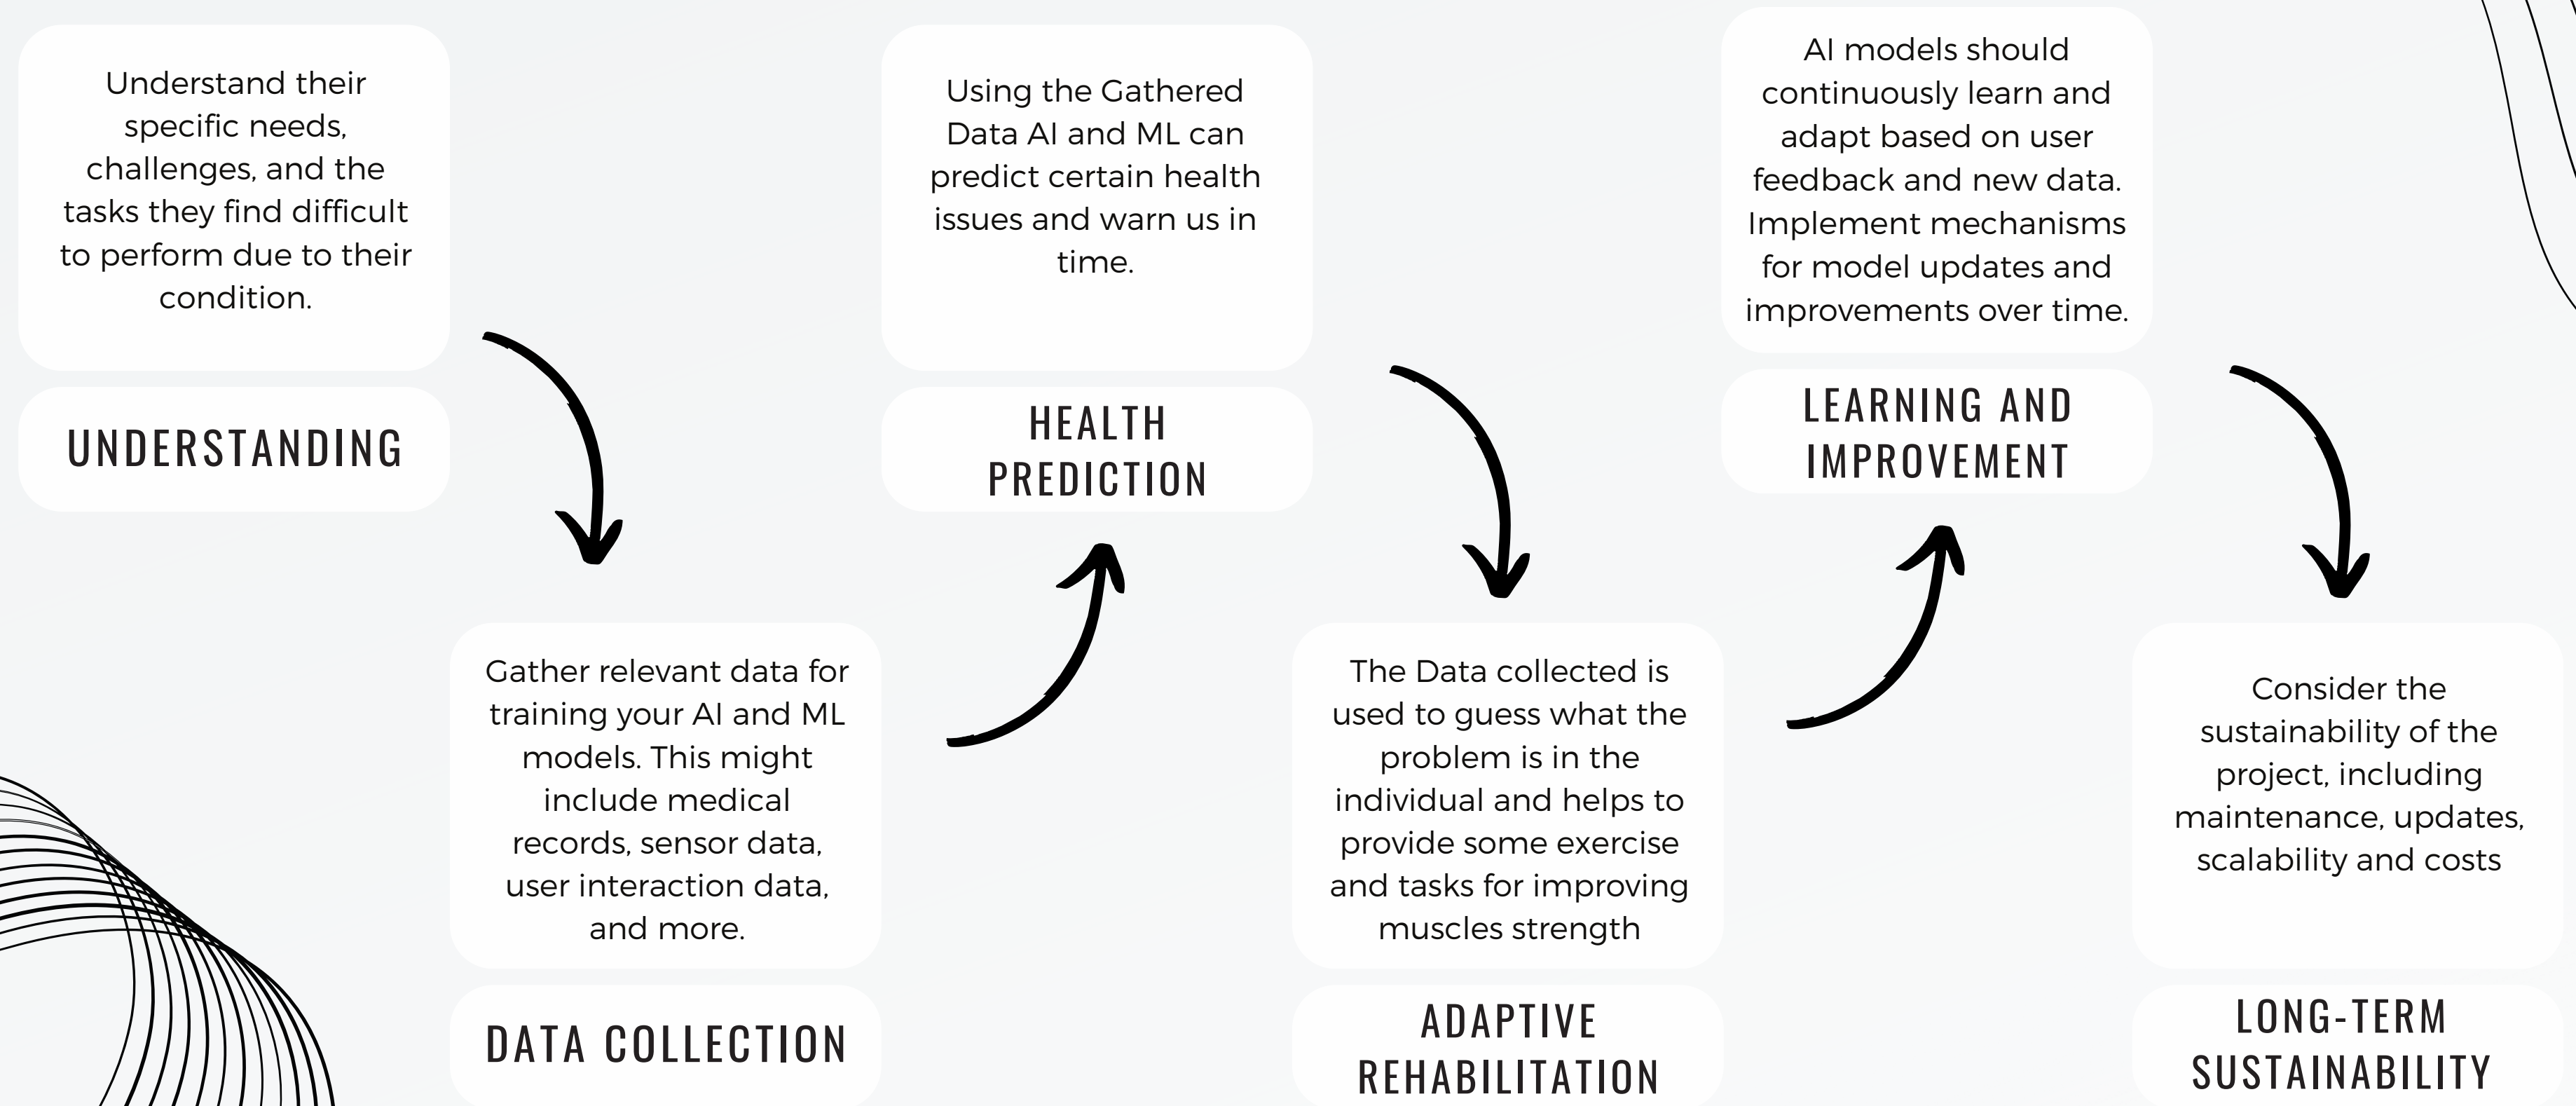 Understand their
specific needs,
challenges, and the
tasks they find difficult
to perform due to their
condition.
UNDERSTANDING
Gather relevant data for
training your AI and ML
models. This might
include medical
records, sensor data,
user interaction data,
and more.
DATA COLLECTION
Using the Gathered
Data AI and ML can
predict certain health
issues and warn us in
time.
HEALTH
PREDICTION
The Data collected is
used to guess what the
problem is in the
individual and helps to
provide some exercise
and tasks for improving
muscles strength
ADAPTIVE
REHABILITATION
AI models should
continuously learn and
adapt based on user
feedback and new data.
Implement mechanisms
for model updates and
improvements over time.
LEARNING AND
IMPROVEMENT
Consider the
sustainability of the
project, including
maintenance, updates,
scalability and costs
LONG-TERM
SUSTAINABILITY